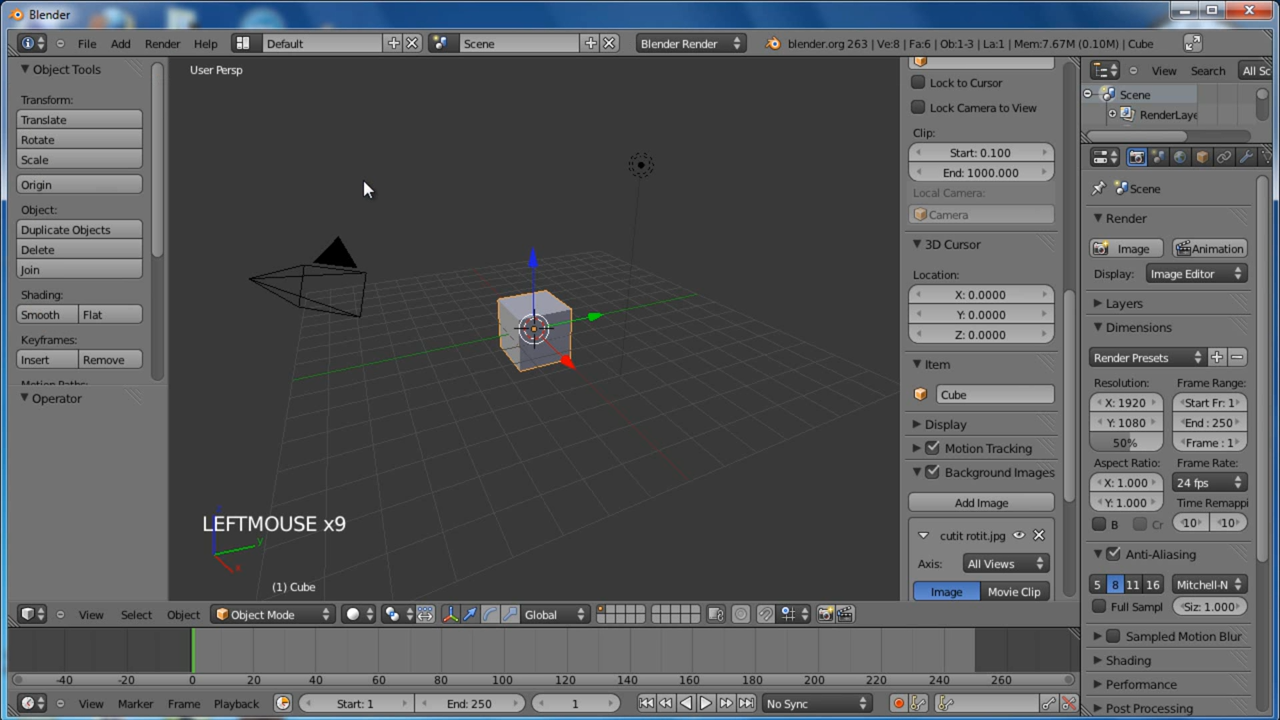 Blender
File Add Render Help Default Scene Blender Render blender.org 263 | Ve:8 | Fa:6 | Ob:1-3 | La:1 | Mem:7.67M (0.10M) | Cube
Object Tools
Transform:
Translate
Rotate
Scale
Origin
Object:
Duplicate Objects
Delete
Join
Shading:
Smooth Flat
Keyframes:
Insert Remove
Motion Paths:
Operator
User Persp
LEFTMOUSE x9
y
x
(1) Cube
Lock to Cursor
Lock Camera to View
Clip:
Start: 0.100
End: 1000.000
Local Camera:
Camera
3D Cursor
Location:
X: 0.0000
Y: 0.0000
Z: 0.0000
Item
Cube
Display
Motion Tracking
Background Images
Add Image
cutit rotit.jpg
Axis: All Views
Image Movie Clip
View Search All Sc
Scene
RenderLaye
Scene
Render
Image Animation
Display: Image Editor
Layers
Dimensions
Render Presets
Resolution: Frame Range:
X: 1920 Start Fr: 1
Y: 1080 End : 250
50% Frame : 1
Aspect Ratio: Frame Rate:
X: 1.000 24 fps
Y: 1.000 Time Remappi
B Cr 10 10
Anti-Aliasing
5 8 11 16 Mitchell-N
Full Sampl Siz: 1.000
Sampled Motion Blur
Shading
Performance
Post Processing
View Select Object Object Mode Global
-40 -20 0 20 40 60 80 100 120 140 160 180 200 220 240 260
View Marker Frame Playback Start: 1 End: 250 1 No Sync